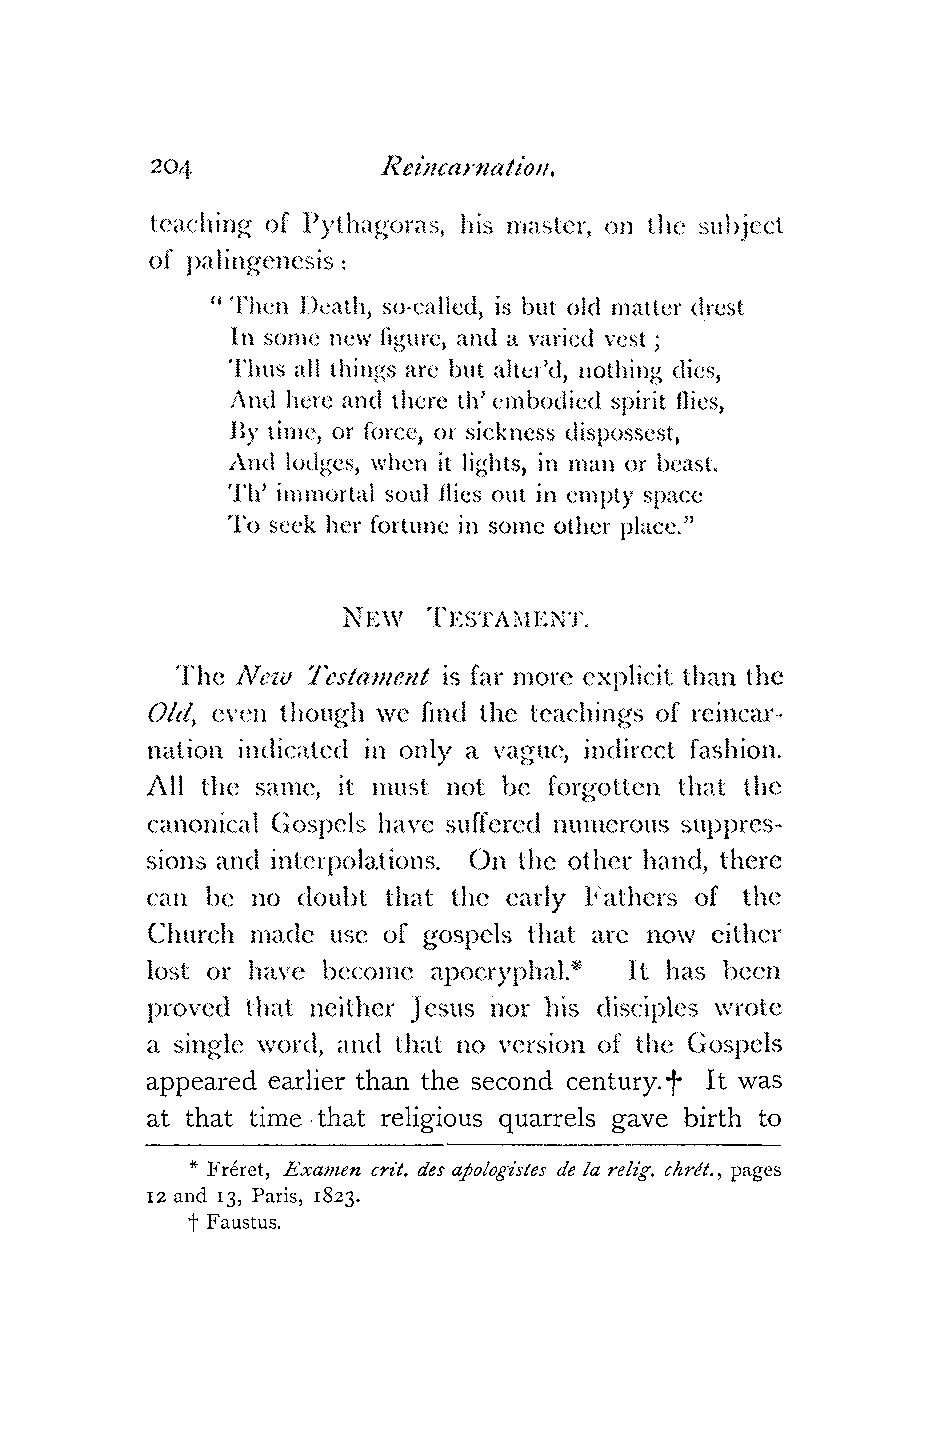 204 Reincarnation.
teaching of Pythagoras, his master, on the subject
of palingenesis :
" Then Death, so-called, is but old matter drest
In some new figure, and a varied vest ;
Thus all things are but alter'd, nothing dies,
And here and there th' embodied spirit flies,
By time, or force, or sickness dispossest,
And lodges, when it lights, in man or beast.
Th' immortal soul flies out in empty space
To seek her fortune in some other place."
NEW TESTAMENT.
The New Testament is far more explicit than the
Old, even though we find the teachings of reincar-
nation indicated in only a vague, indirect fashion.
All the same, it must not be forgotten that the
canonical Gospels have suffered numerous suppres-
sions and interpolations. On the other hand, there
can be no doubt that the early Fathers of the
Church made use of gospels that are now either
lost or have become apocryphal.* It has been
proved that neither Jesus nor his disciples wrote
a single word, and that no version of the Gospels
appeared earlier than the second century.† It was
at that time that religious quarrels gave birth to
* Fréret, Examen crit. des apologistes de la relig. chrét., pages
12 and 13, Paris, 1823.
† Faustus.